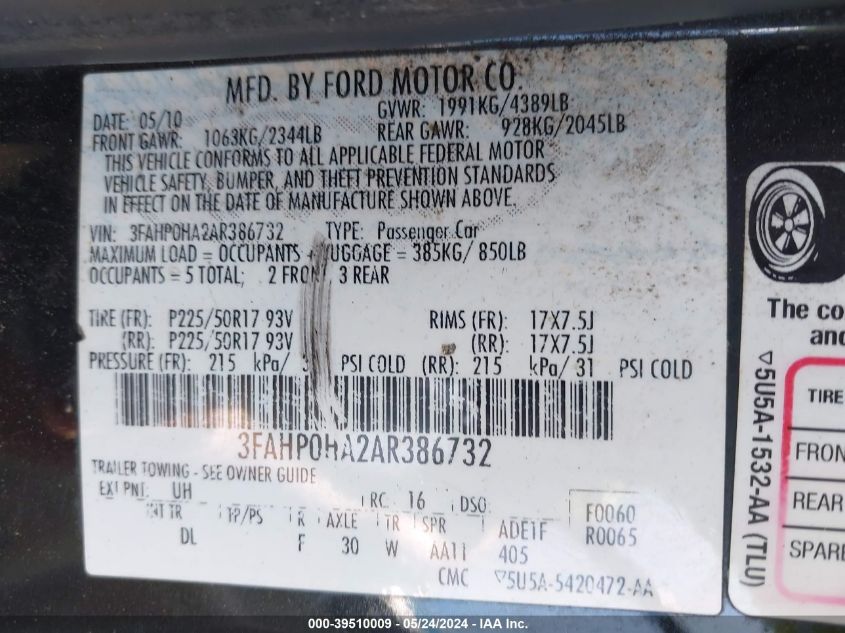 MFD. BY FORD MOTOR CO.
DATE: 05/10 GVWR: 1991KG/4389LB
FRONT GAWR: 1063KG/2344LB REAR GAWR: 928KG/2045LB
THIS VEHICLE CONFORMS TO ALL APPLICABLE FEDERAL MOTOR
VEHICLE SAFETY, BUMPER, AND THEFT PREVENTION STANDARDS
IN EFFECT ON THE DATE OF MANUFACTURE SHOWN ABOVE.
VIN: 3FAHP0HA2AR386732 TYPE: Passenger Car
MAXIMUM LOAD = OCCUPANTS + LUGGAGE = 385KG/ 850LB
OCCUPANTS = 5 TOTAL; 2 FRONT 3 REAR
TIRE (FR): P225/50R17 93V RIMS (FR): 17X7.5J
(RR): P225/50R17 93V (RR): 17X7.5J
PRESSURE (FR): 215 kPa/ PSI COLD (RR): 215 kPa/ 31 PSI COLD
3FAHP0HA2AR386732
TRAILER TOWING - SEE OWNER GUIDE
EXT PNT: UH RC: 16 DSO: F0060
INT TR TP/PS R AXLE TR SPR ADE1F R0065
DL F 30 W AA11 405
CMC ▽5U5A-5420472-AA
The co
and
TIRE
FRON
REAR
SPARE
▽5U5A-1532-AA (TLU)
000-39510009 - 05/24/2024 - IAA Inc.